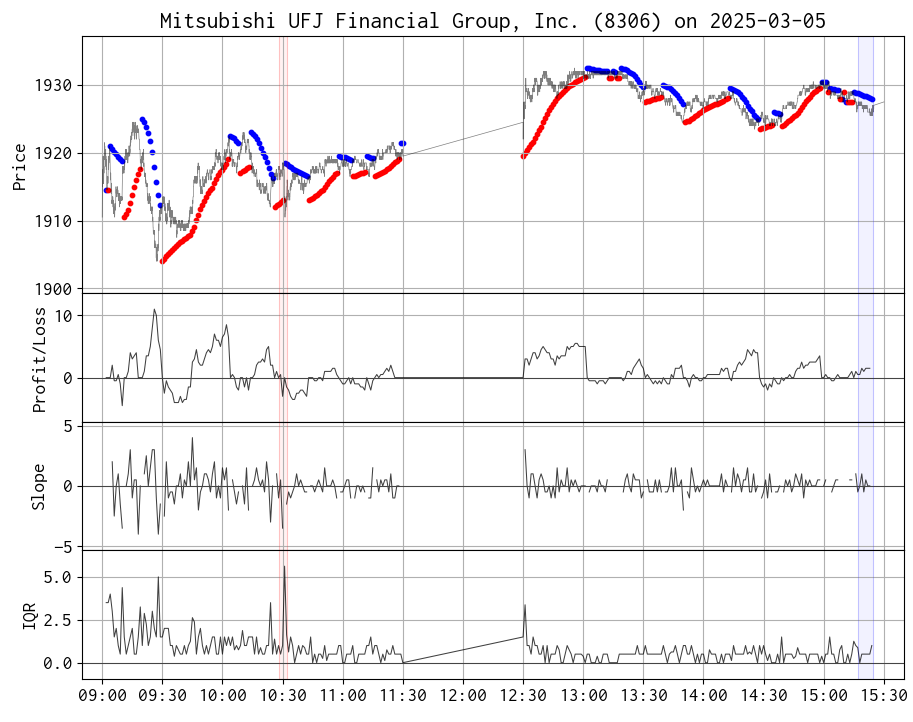 Mitsubishi UFJ Financial Group, Inc. (8306) on 2025-03-05
Price
1930
1920
1910
1900
Profit/Loss
10
0
Slope
5
0
−5
IQR
5.0
2.5
0.0
09:00 09:30 10:00 10:30 11:00 11:30 12:00 12:30 13:00 13:30 14:00 14:30 15:00 15:30